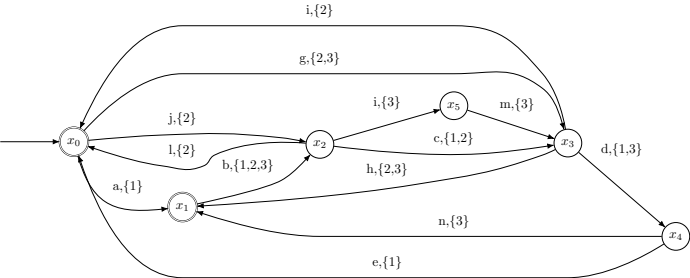 i,{2}
g,{2,3}
j,{2}
i,{3}
x5
m,{3}
x0
l,{2}
x2
c,{1,2}
x3
d,{1,3}
b,{1,2,3}
h,{2,3}
a,{1}
x1
n,{3}
x4
e,{1}